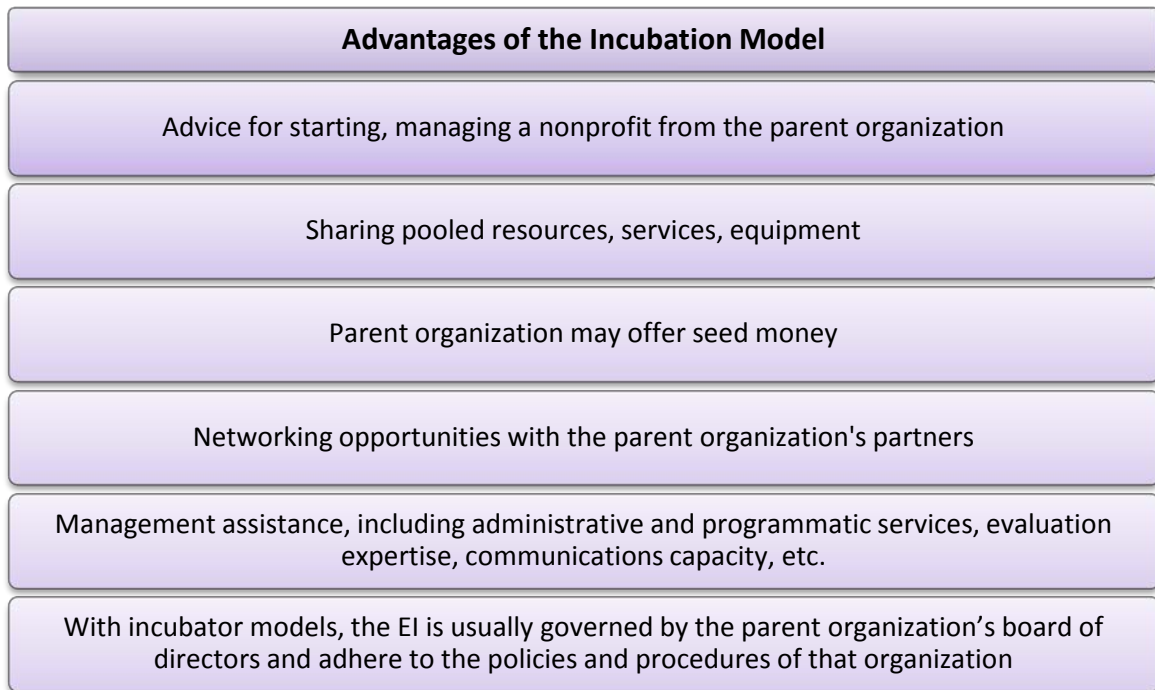 Advantages of the Incubation Model
Advice for starting, managing a nonprofit from the parent organization
Sharing pooled resources, services, equipment
Parent organization may offer seed money
Networking opportunities with the parent organization's partners
Management assistance, including administrative and programmatic services, evaluation
expertise, communications capacity, etc.
With incubator models, the EI is usually governed by the parent organization’s board of
directors and adhere to the policies and procedures of that organization